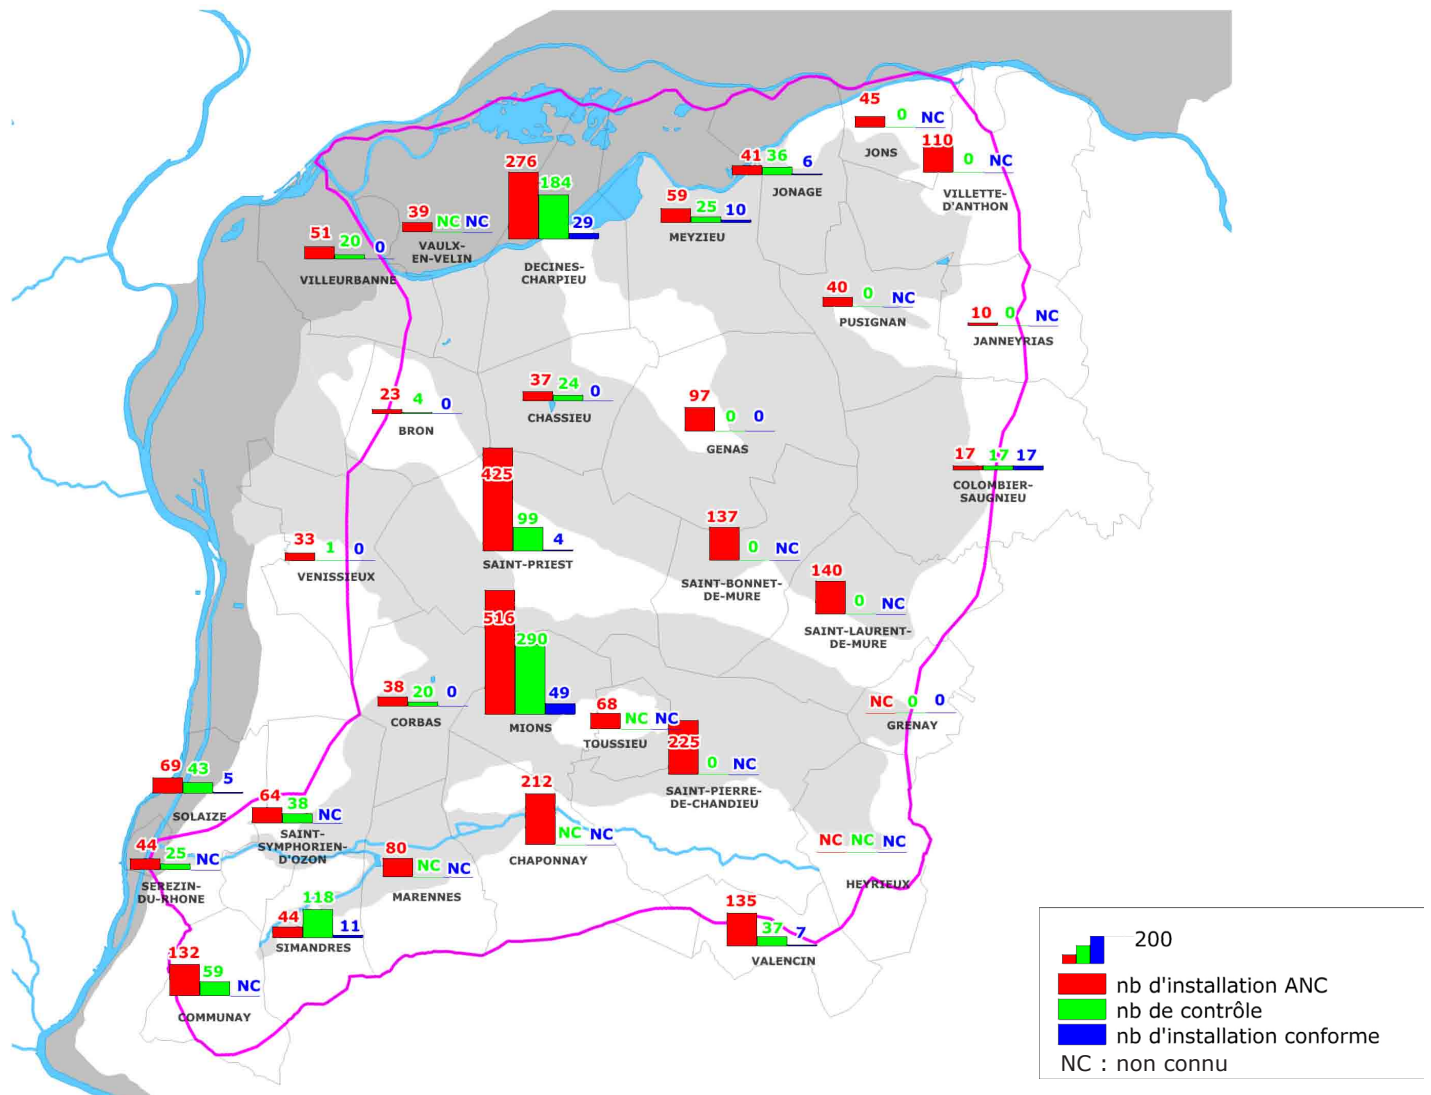 45
0
NC
JONS
110
0
NC
VILLETTE-
D'ANTHON
41
36
6
JONAGE
276
184
29
DECINES-
CHARPIEU
59
25
10
MEYZIEU
39
NC
NC
VAULX-
EN-VELIN
51
20
0
VILLEURBANNE
40
0
NC
PUSIGNAN
10
0
NC
JANNEYRIAS
23
4
0
BRON
37
24
0
CHASSIEU
97
0
0
GENAS
17
17
17
COLOMBIER-
SAUGNIEU
425
99
4
SAINT-PRIEST
137
0
NC
SAINT-BONNET-
DE-MURE
33
1
0
VENISSIEUX
140
0
NC
SAINT-LAURENT-
DE-MURE
516
290
49
MIONS
38
20
0
CORBAS
68
NC
NC
TOUSSIEU
NC
0
0
GRENAY
225
0
NC
SAINT-PIERRE-
DE-CHANDIEU
69
43
5
SOLAIZE
64
38
NC
SAINT-
SYMPHORIEN-
D'OZON
212
NC
NC
CHAPONNAY
NC
NC
NC
HEYRIEUX
44
25
NC
SEREZIN-
DU-RHONE
80
NC
NC
MARENNES
44
118
11
SIMANDRES
135
37
7
VALENCIN
132
59
NC
COMMUNAY
200
nb d'installation ANC
nb de contrôle
nb d'installation conforme
NC : non connu